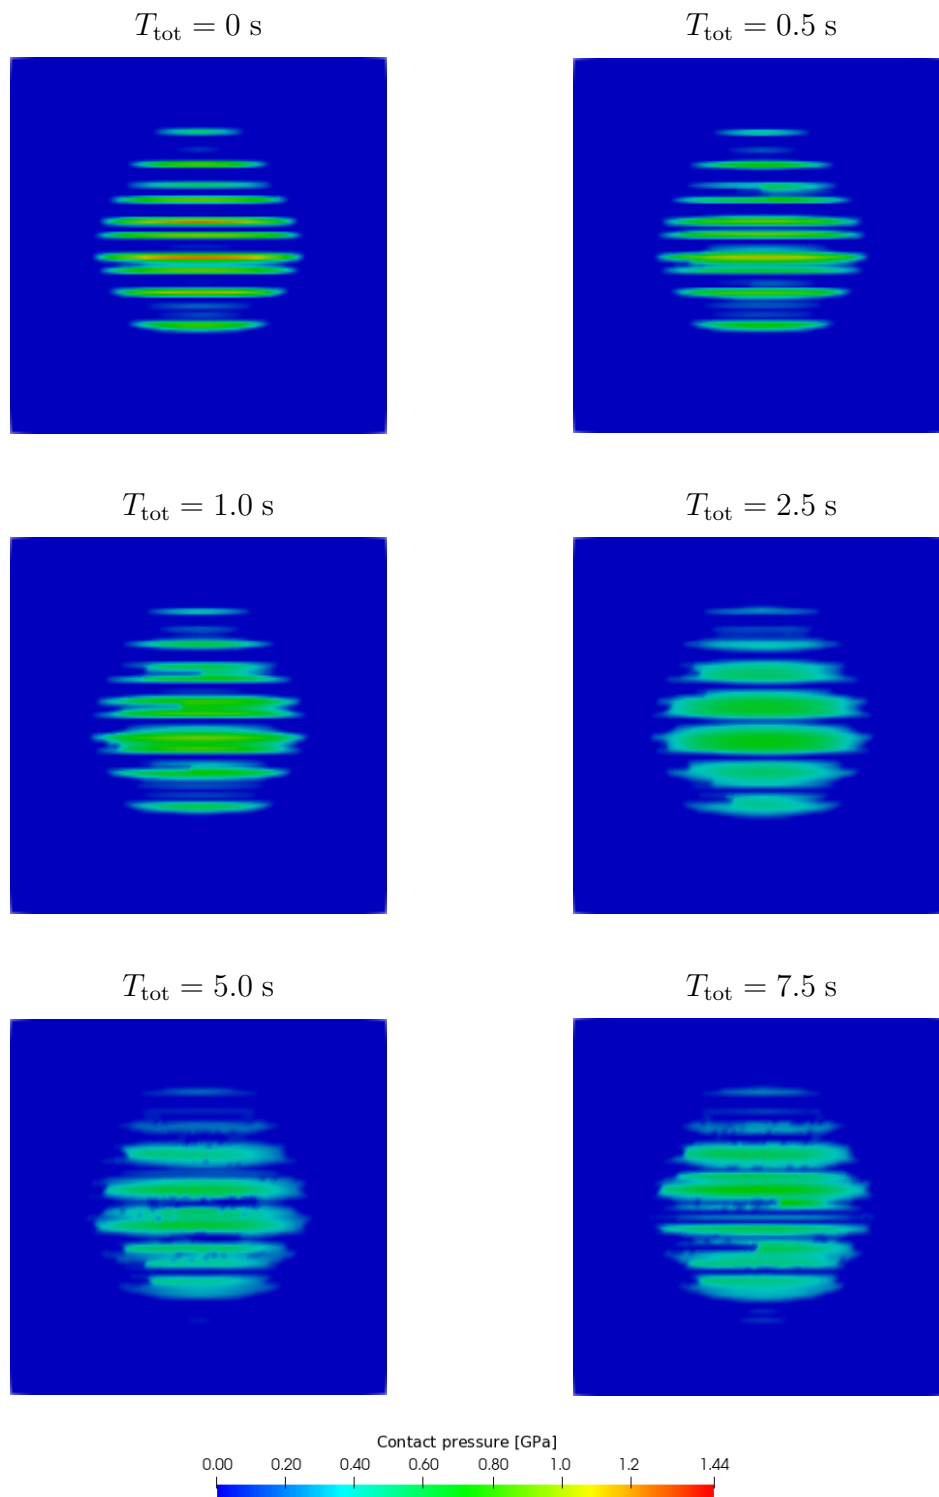 T_tot = 0 s
T_tot = 0.5 s
T_tot = 1.0 s
T_tot = 2.5 s
T_tot = 5.0 s
T_tot = 7.5 s
Contact pressure [GPa]
0.00 0.20 0.40 0.60 0.80 1.0 1.2 1.44